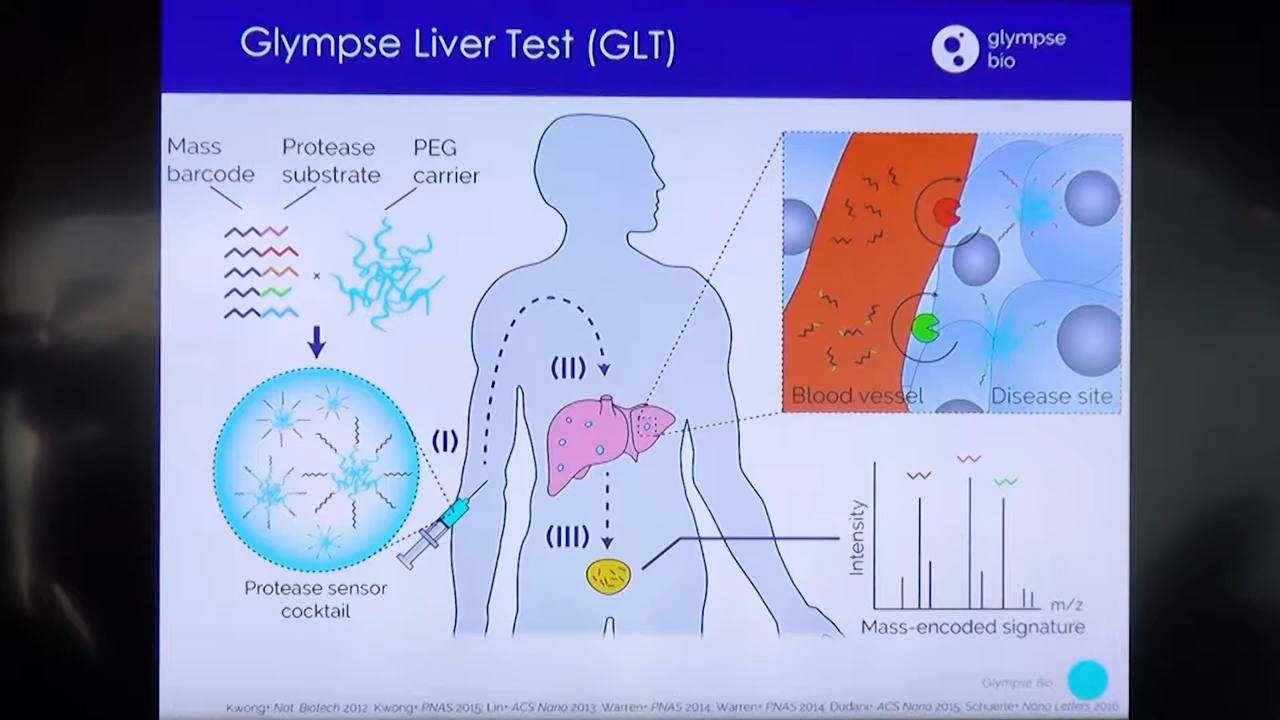 Glympse Liver Test (GLT)
glympse
bio
Mass
barcode
Protease
substrate
PEG
carrier
x
(I)
(II)
(III)
Protease sensor
cocktail
Blood vessel
Disease site
Intensity
m/z
Mass-encoded signature
Glympse Bio
Kwong+ Nat. Biotech 2012. Kwong+ PNAS 2015; Lin+ ACS Nano 2013. Warren+ PNAS 2014. Warren+ PNAS 2014. Dudani+ ACS Nano 2015. Schuerle+ Nano Letters 2016